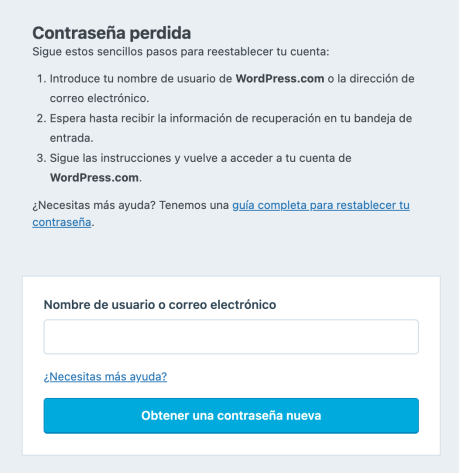 Contraseña perdida
Sigue estos sencillos pasos para reestablecer tu cuenta:
1. Introduce tu nombre de usuario de WordPress.com o la dirección de
correo electrónico.
2. Espera hasta recibir la información de recuperación en tu bandeja de
entrada.
3. Sigue las instrucciones y vuelve a acceder a tu cuenta de
WordPress.com.
¿Necesitas más ayuda? Tenemos una guía completa para restablecer tu
contraseña.
Nombre de usuario o correo electrónico
¿Necesitas más ayuda?
Obtener una contraseña nueva